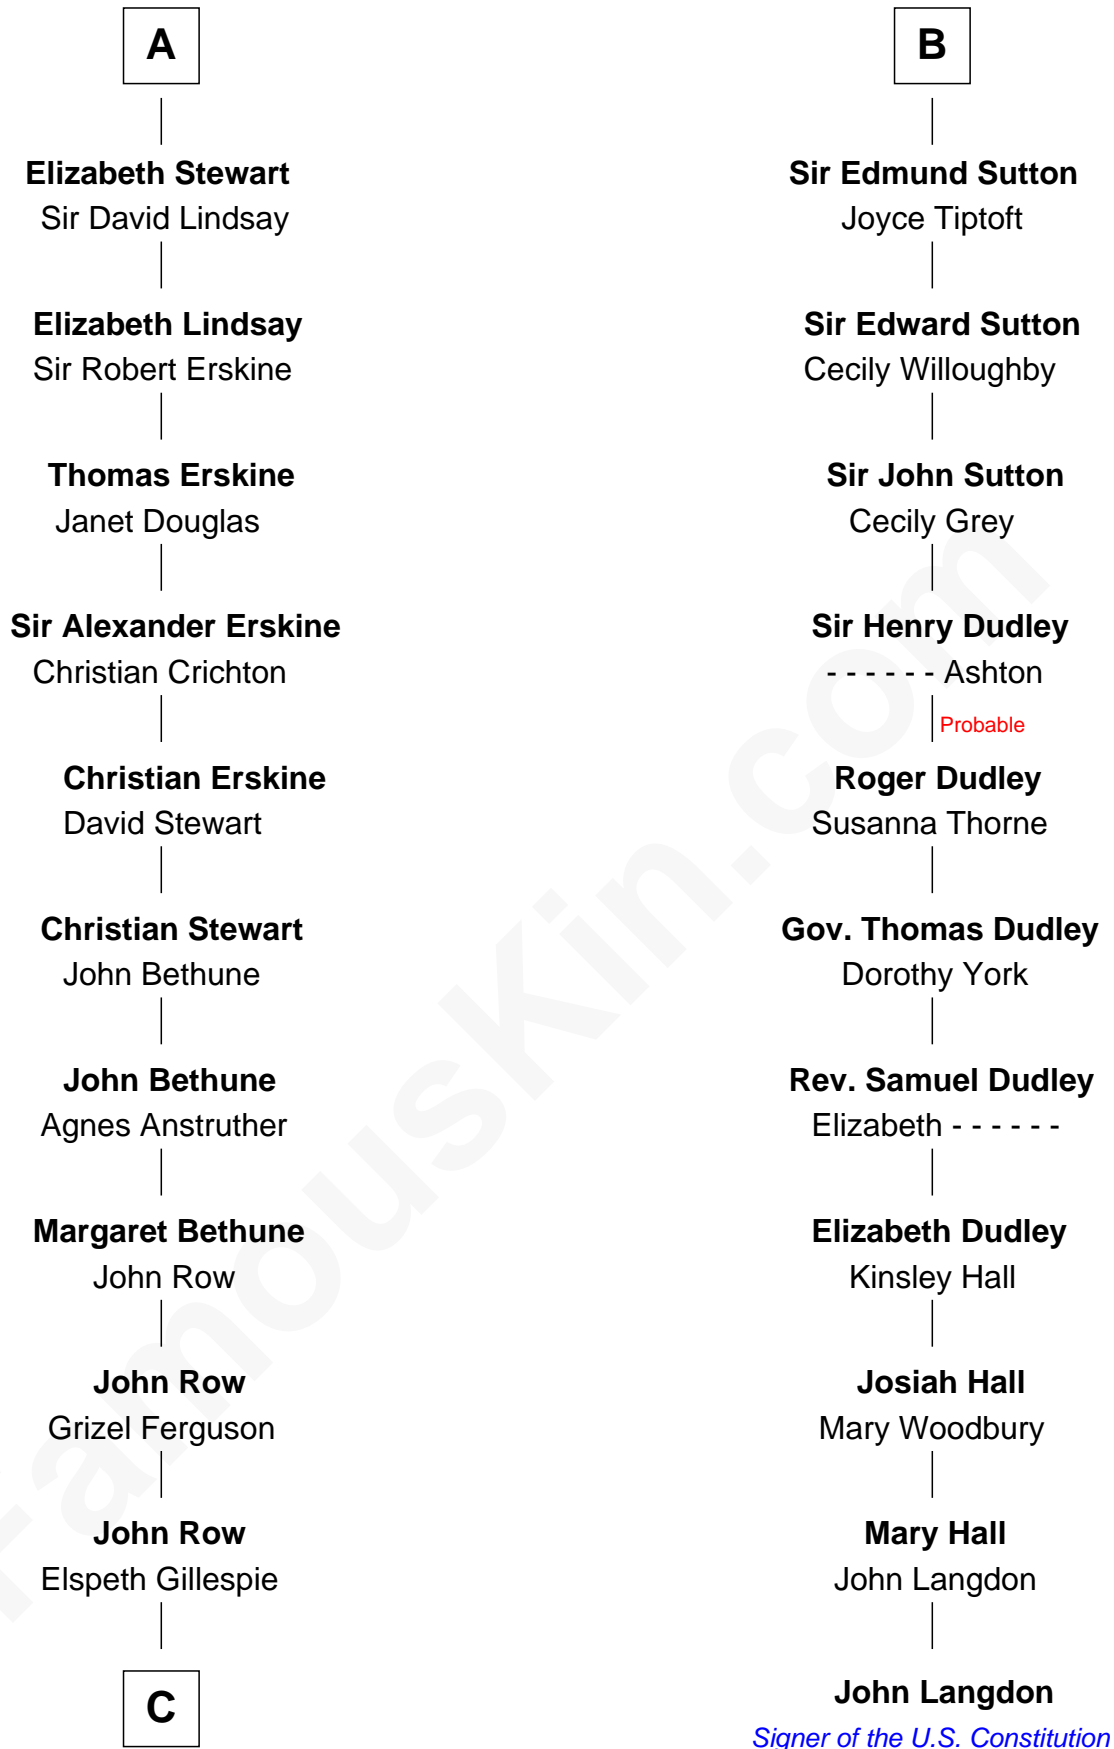 A
Elizabeth Stewart
Sir David Lindsay
Elizabeth Lindsay
Sir Robert Erskine
Thomas Erskine
Janet Douglas
Sir Alexander Erskine
Christian Crichton
Christian Erskine
David Stewart
Christian Stewart
John Bethune
John Bethune
Agnes Anstruther
Margaret Bethune
John Row
John Row
Grizel Ferguson
John Row
Elspeth Gillespie
C
B
Sir Edmund Sutton
Joyce Tiptoft
Sir Edward Sutton
Cecily Willoughby
Sir John Sutton
Cecily Grey
Sir Henry Dudley
- - - - - - Ashton
Probable
Roger Dudley
Susanna Thorne
Gov. Thomas Dudley
Dorothy York
Rev. Samuel Dudley
Elizabeth - - - - - -
Elizabeth Dudley
Kinsley Hall
Josiah Hall
Mary Woodbury
Mary Hall
John Langdon
John Langdon
Signer of the U.S. Constitution
FamousKin.com